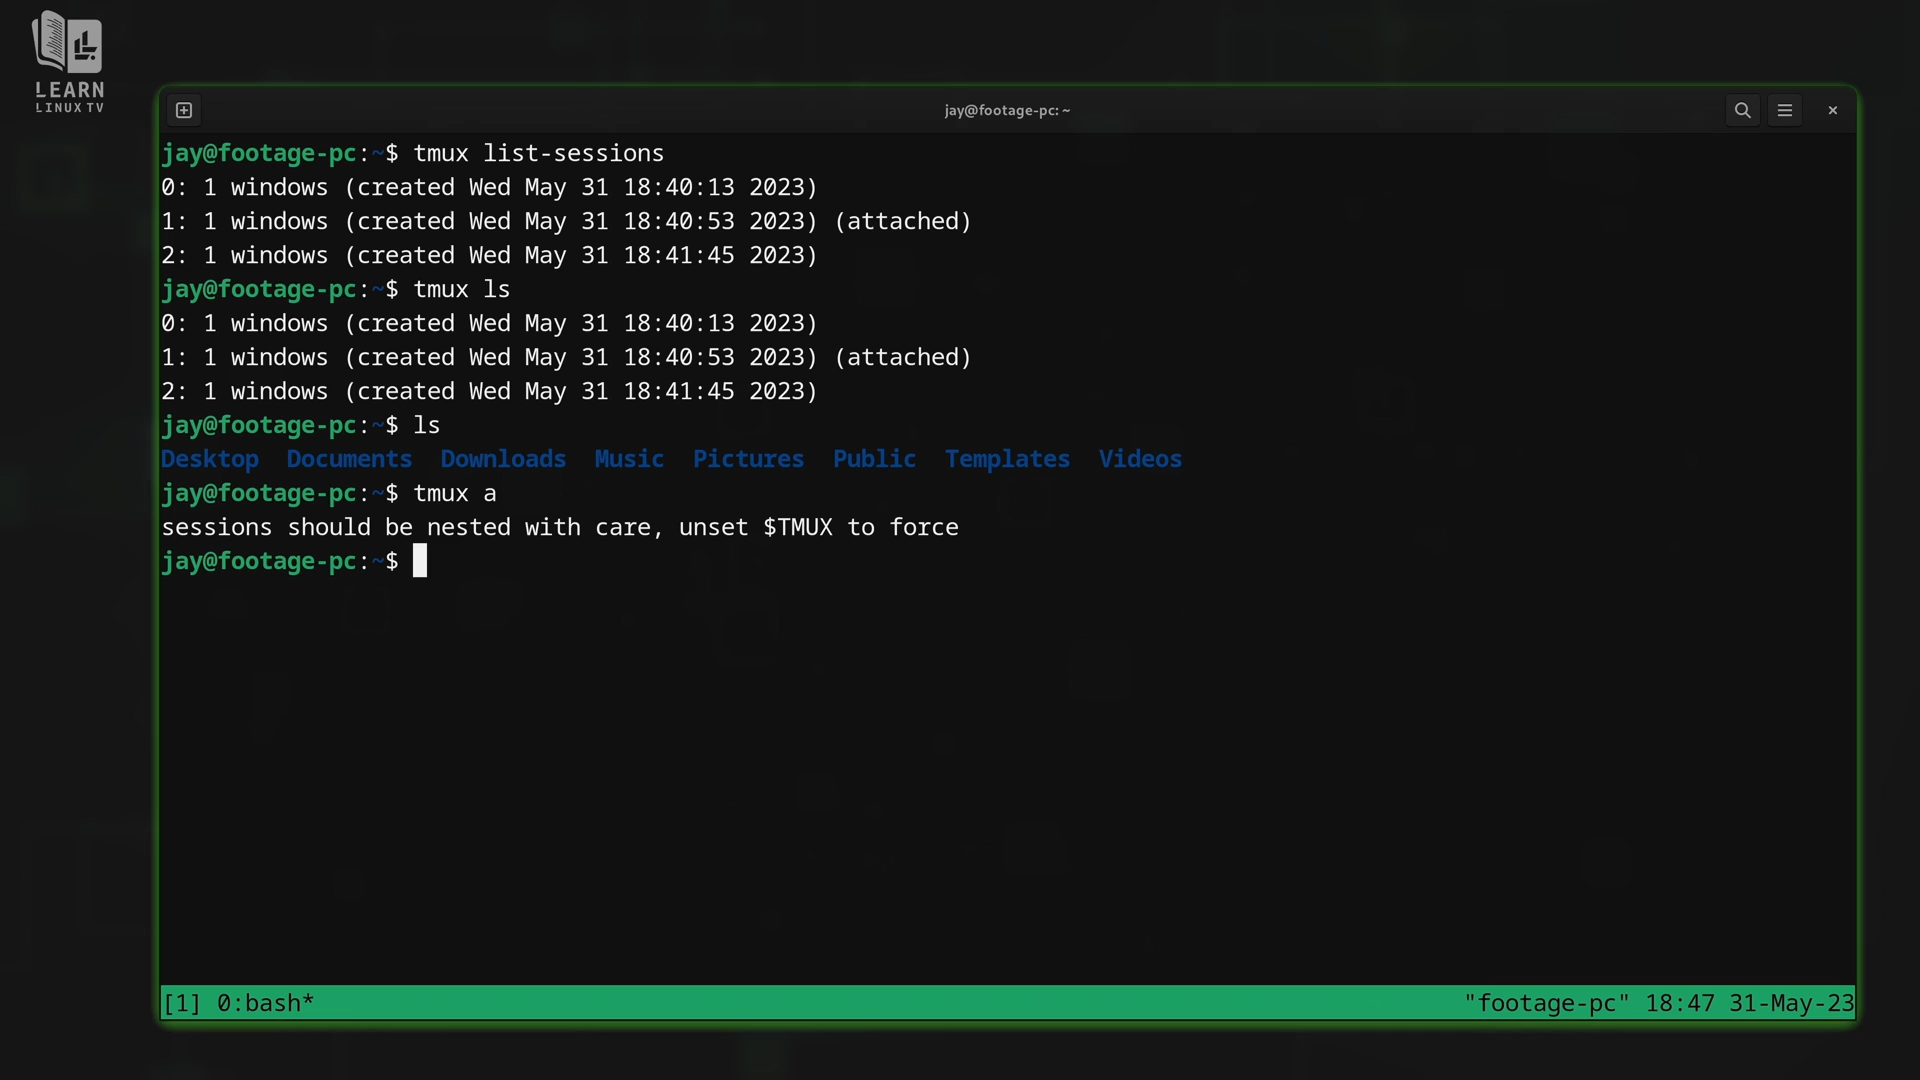 LEARN
LINUX TV
jay@footage-pc: ~
jay@footage-pc:~$ tmux list-sessions
0: 1 windows (created Wed May 31 18:40:13 2023)
1: 1 windows (created Wed May 31 18:40:53 2023) (attached)
2: 1 windows (created Wed May 31 18:41:45 2023)
jay@footage-pc:~$ tmux ls
0: 1 windows (created Wed May 31 18:40:13 2023)
1: 1 windows (created Wed May 31 18:40:53 2023) (attached)
2: 1 windows (created Wed May 31 18:41:45 2023)
jay@footage-pc:~$ ls
Desktop  Documents  Downloads  Music  Pictures  Public  Templates  Videos
jay@footage-pc:~$ tmux a
sessions should be nested with care, unset $TMUX to force
jay@footage-pc:~$
[1] 0:bash* "footage-pc" 18:47 31-May-23